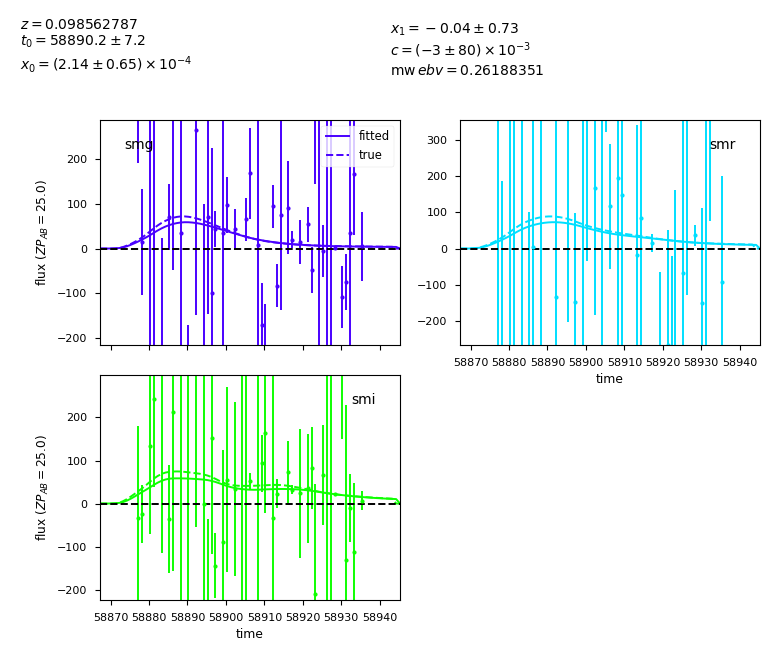 z = 0.098562787
t₀ = 58890.2 ± 7.2
x₀ = (2.14 ± 0.65) × 10⁻⁴
x₁ = −0.04 ± 0.73
c = (−3 ± 80) × 10⁻³
mw ebv = 0.26188351
smg
fitted
true
200
100
0
−100
−200
flux (ZP_AB = 25.0)
smr
300
200
100
0
−100
−200
58870 58880 58890 58900 58910 58920 58930 58940
time
smi
200
100
0
−100
−200
flux (ZP_AB = 25.0)
58870 58880 58890 58900 58910 58920 58930 58940
time